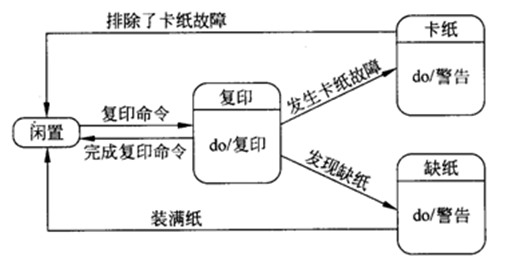 排除了卡纸故障
卡纸
do/警告
复印
do/复印
复印命令
闲置
完成复印命令
发生卡纸故障
发现缺纸
缺纸
do/警告
装满纸